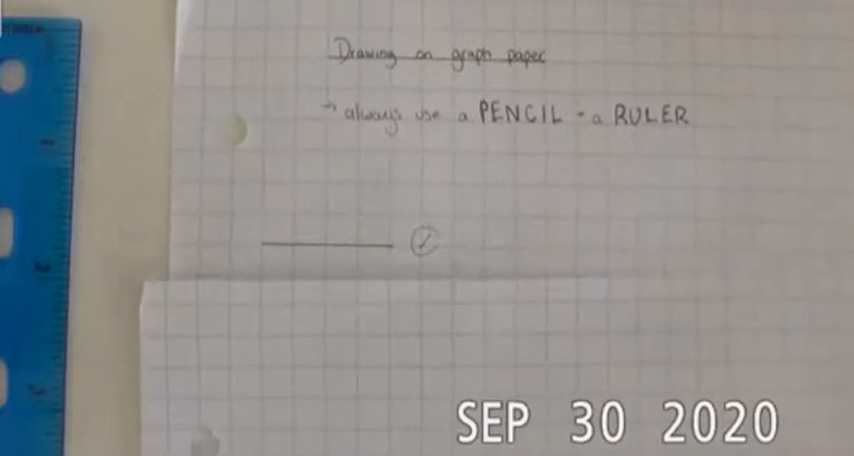 Drawing on graph paper
→ always use a PENCIL - a RULER
SEP 30 2020